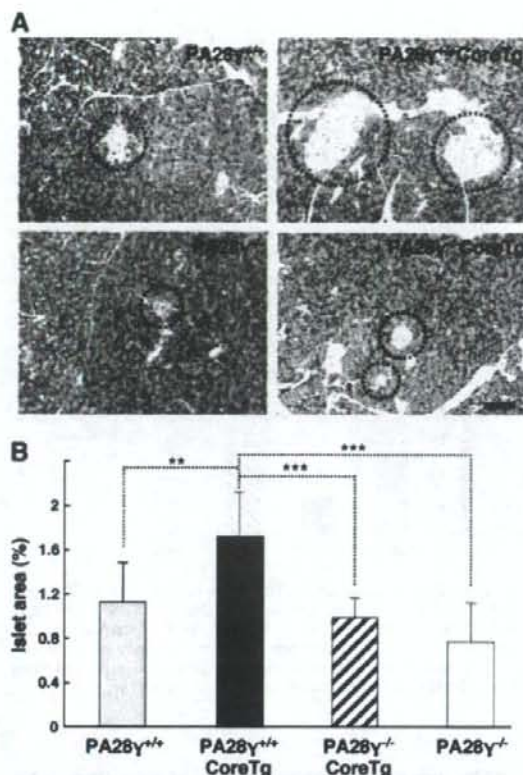 A
PA28γ+/+
CoreTg
CoreTg
B
Islet area (%)
2
1.6
1.2
0.8
0.4
0
**
***
***
PA28γ+/+
PA28γ+/+
CoreTg
PA28γ-/-
CoreTg
PA28γ-/-